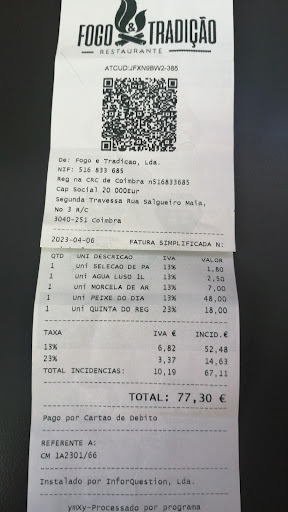 FOGO & TRADIÇÃO
RESTAURANTE
ATCUD:JFXN9BW2-385
De: Fogo e Tradicao, Lda.
NIF: 516 833 685
Reg na CRC de Coimbra n516833685
Cap Social 20 000Eur
Segunda Travessa Rua Salgueiro Maia,
No 3 R/C
3040-251 Coimbra
2023-04-06 FATURA SIMPLIFICADA N:
QTD UNI DESCRICAO IVA VALOR
1 Uni SELECAO DE PA 13% 1,80
1 Uni AGUA LUSO 1L 13% 2,50
1 Uni MORCELA DE AR 13% 7,00
1 Uni PEIXE DO DIA 13% 48,00
1 Uni QUINTA DO REG 23% 18,00
TAXA IVA € INCID.€
13% 6,82 52,48
23% 3,37 14,63
TOTAL INCIDENCIAS: 10,19 67,11
TOTAL: 77,30 €
Pago por Cartao de Debito
REFERENTE A:
CM 1A2301/66
Instalado por InforQuestion, Lda.
ymXy-Processado por programa